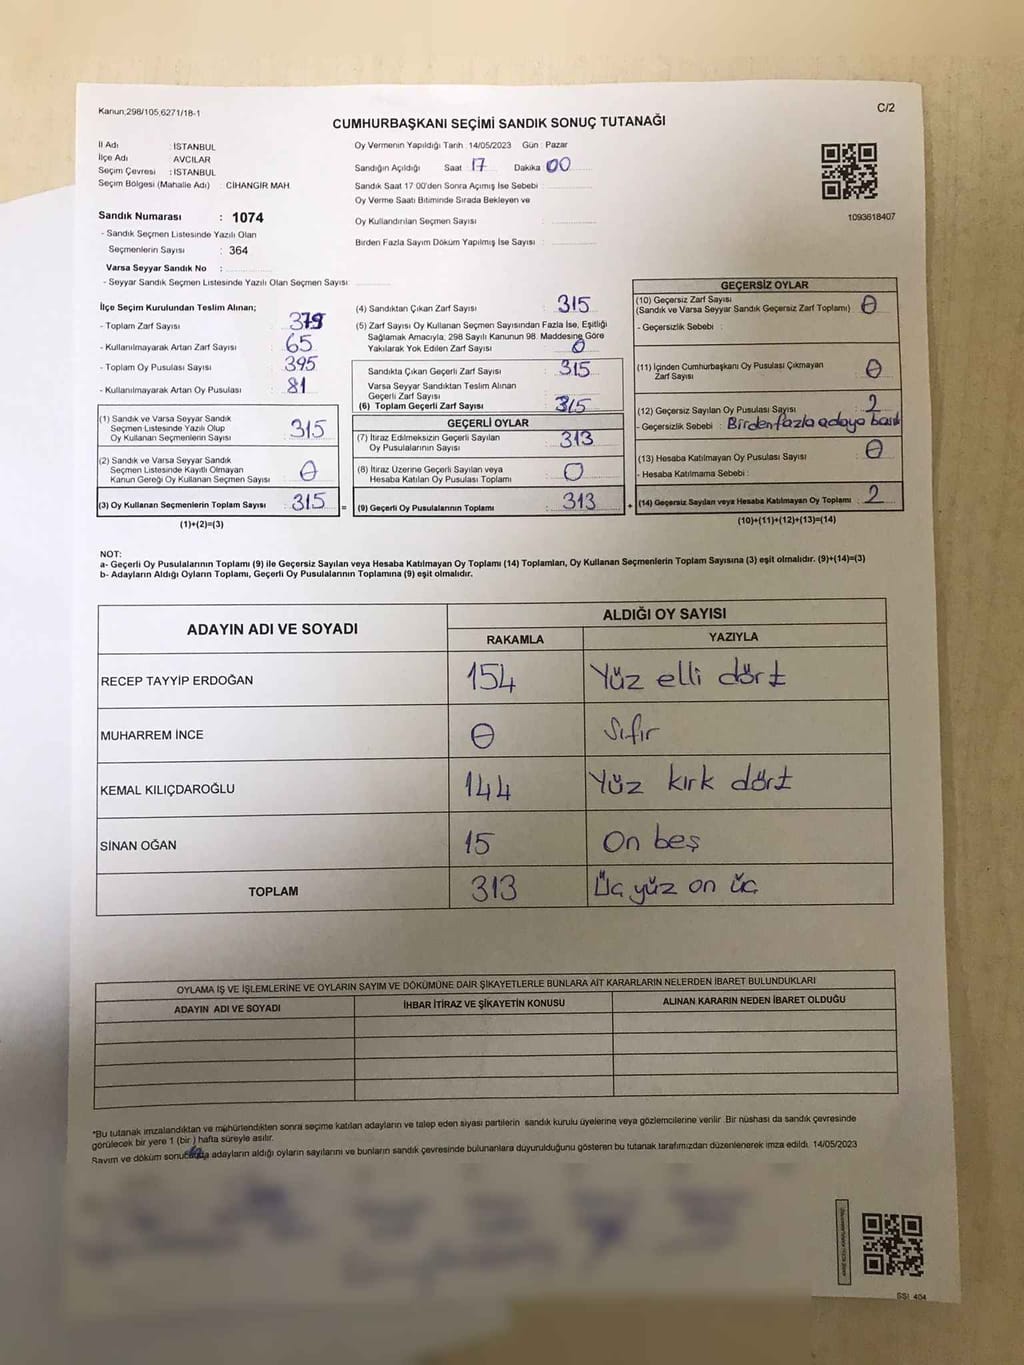 Kanun,298/105,6271/18-1
C/2
CUMHURBAŞKANI SEÇİMİ SANDIK SONUÇ TUTANAĞI
İl Adı : İSTANBUL
İlçe Adı AVCILAR
Seçim Çevresi : İSTANBUL
Seçim Bölgesi (Mahalle Adı) : CİHANGİR MAH.
Sandık Numarası : 1074
- Sandık Seçmen Listesinde Yazılı Olan
Seçmenlerin Sayısı : 364
Varsa Seyyar Sandık No :
- Seyyar Sandık Seçmen Listesinde Yazılı Olan Seçmen Sayısı
Oy Vermenin Yapıldığı Tarih : 14/05/2023 Gün : Pazar
Sandığın Açıldığı Saat : 17 Dakika : 00
Sandık Saat 17 00'den Sonra Açımış İse Sebebi :
Oy Verme Saati Bitiminde Sırada Bekleyen ve
Oy Kullandırılan Seçmen Sayısı :
Birden Fazla Sayım Döküm Yapılmış İse Sayısı :
1093618407
İlçe Seçim Kurulundan Teslim Alınan;
- Toplam Zarf Sayısı : 379
- Kullanılmayarak Artan Zarf Sayısı : 65
- Toplam Oy Pusulası Sayısı : 395
- Kullanılmayarak Artan Oy Pusulası : 81
(1) Sandık ve Varsa Seyyar Sandık
Seçmen Listesinde Yazılı Olup
Oy Kullanan Seçmenlerin Sayısı : 315
(2) Sandık ve Varsa Seyyar Sandık
Seçmen Listesinde Kayıtlı Olmayan
Kanun Gereği Oy Kullanan Seçmen Sayısı : 0
(3) Oy Kullanan Seçmenlerin Toplam Sayısı : 315 =
(1)+(2)=(3)
(4) Sandıktan Çıkan Zarf Sayısı : 315
(5) Zarf Sayısı Oy Kullanan Seçmen Sayısından Fazla İse, Eşitliği
Sağlamak Amacıyla, 298 Sayılı Kanunun 98. Maddesine Göre
Yakılarak Yok Edilen Zarf Sayısı : 0
Sandıkta Çıkan Geçerli Zarf Sayısı : 315
Varsa Seyyar Sandıktan Teslim Alınan
Geçerli Zarf Sayısı :
(6) Toplam Geçerli Zarf Sayısı : 315
GEÇERLİ OYLAR
(7) İtiraz Edilmeksizin Geçerli Sayılan
Oy Pusulalarının Sayısı : 313
(8) İtiraz Üzerine Geçerli Sayılan veya
Hesaba Katılan Oy Pusulası Toplamı : 0
(9) Geçerli Oy Pusulalarının Toplamı : 313 +
GEÇERSİZ OYLAR
(10) Geçersiz Zarf Sayısı
(Sandık ve Varsa Seyyar Sandık Geçersiz Zarf Toplamı) : 0
- Geçersizlik Sebebi :
(11) İçinden Cumhurbaşkanı Oy Pusulası Çıkmayan
Zarf Sayısı : 0
(12) Geçersiz Sayılan Oy Pusulası Sayısı : 2
- Geçersizlik Sebebi : Birden fazla adaya
(13) Hesaba Katılmayan Oy Pusulası Sayısı : 0
- Hesaba Katılmama Sebebi :
(14) Geçersiz Sayılan veya Hesaba Katılmayan Oy Toplamı : 2
(10)+(11)+(12)+(13)=(14)
NOT:
a- Geçerli Oy Pusulalarının Toplamı (9) ile Geçersiz Sayılan veya Hesaba Katılmayan Oy Toplamı (14) Toplamları, Oy Kullanan Seçmenlerin Toplam Sayısına (3) eşit olmalıdır. (9)+(14)=(3)
b- Adayların Aldığı Oyların Toplamı, Geçerli Oy Pusulalarının Toplamına (9) eşit olmalıdır.
ADAYIN ADI VE SOYADI
ALDIĞI OY SAYISI
RAKAMLA YAZIYLA
RECEP TAYYİP ERDOĞAN 154 Yüz elli dört
MUHARREM İNCE 0 Sıfır
KEMAL KILIÇDAROĞLU 144 Yüz kırk dört
SİNAN OĞAN 15 On beş
TOPLAM 313 Üç yüz on üç
OYLAMA İŞ VE İŞLEMLERİNE VE OYLARIN SAYIM VE DÖKÜMÜNE DAİR ŞİKAYETLERLE BUNLARA AİT KARARLARIN NELERDEN İBARET BULUNDUKLARI
ADAYIN ADI VE SOYADI İHBAR İTİRAZ VE ŞİKAYETİN KONUSU ALINAN KARARIN NEDEN İBARET OLDUĞU
*Bu tutanak imzalandıktan ve mühürlendikten sonra seçime katılan adayların ve talep eden siyasi partilerin sandık kurulu üyelerine veya gözlemcilerine verilir. Bir nüshası da sandık çevresinde
görülecek bir yere 1 (bir ) hafta süreyle asılır.
Sayım ve döküm adayların aldığı oyların sayılarını ve bunların sandık çevresinde bulunanlara duyurulduğunu gösteren bu tutanak tarafımızdan düzenlenerek imza edildi. 14/05/2023
SSİ 404